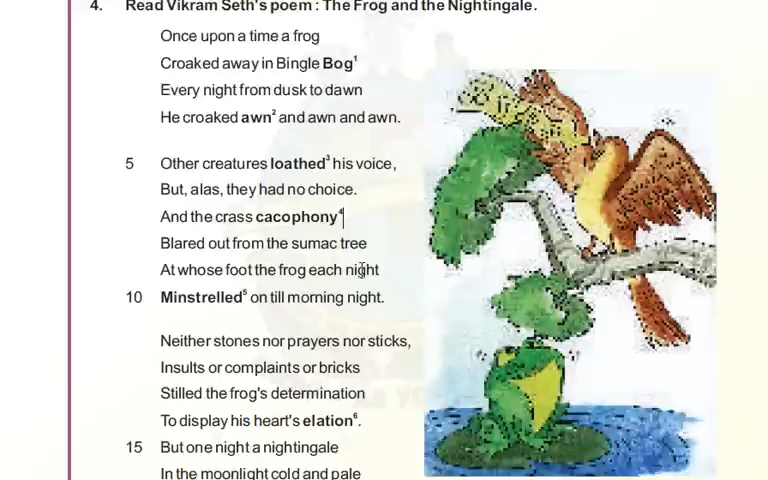 4. Read Vikram Seth's poem : The Frog and the Nightingale.
Once upon a time a frog
Croaked away in Bingle Bog¹
Every night from dusk to dawn
He croaked awn² and awn and awn.
5 Other creatures loathed³ his voice,
But, alas, they had no choice.
And the crass cacophony⁴
Blared out from the sumac tree
At whose foot the frog each night
10 Minstrelled⁵ on till morning night.
Neither stones nor prayers nor sticks,
Insults or complaints or bricks
Stilled the frog's determination
To display his heart's elation⁶.
15 But one night a nightingale
In the moonlight cold and pale